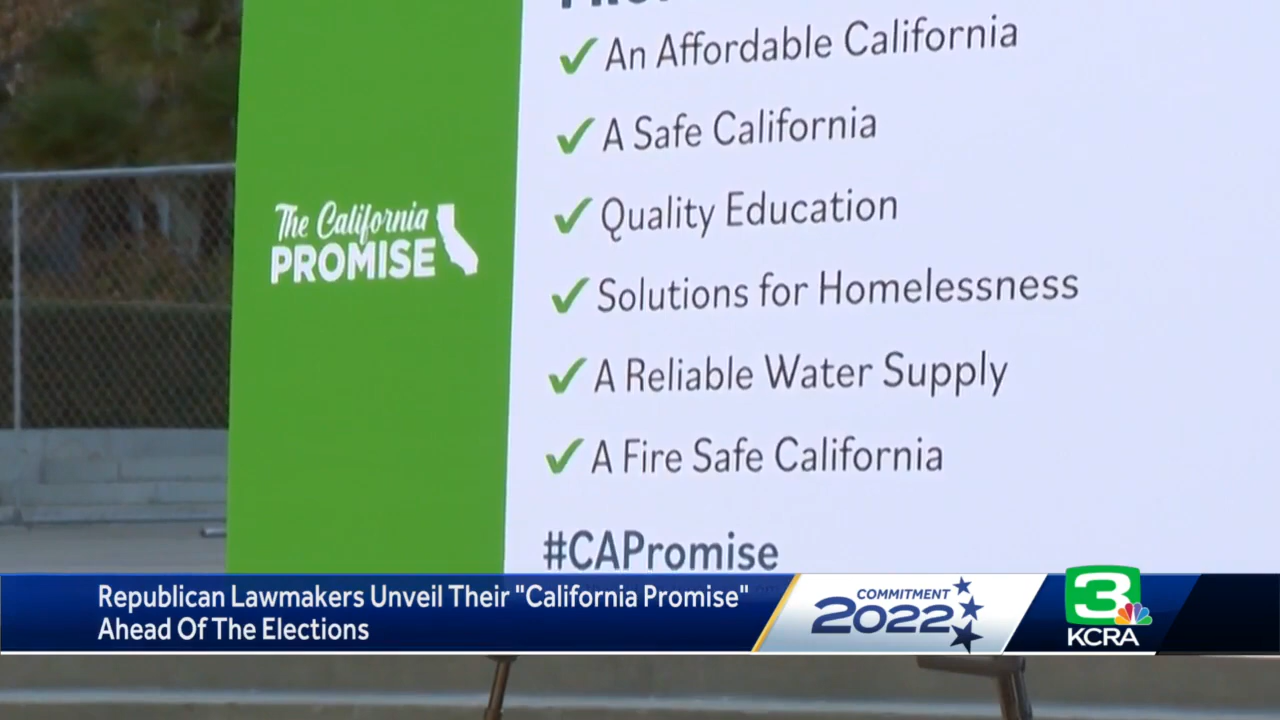 The California
PROMISE
✓ An Affordable California
✓ A Safe California
✓ Quality Education
✓ Solutions for Homelessness
✓ A Reliable Water Supply
✓ A Fire Safe California
#CAPromise
Republican Lawmakers Unveil Their "California Promise"
Ahead Of The Elections
COMMITMENT
2022
3
KCRA